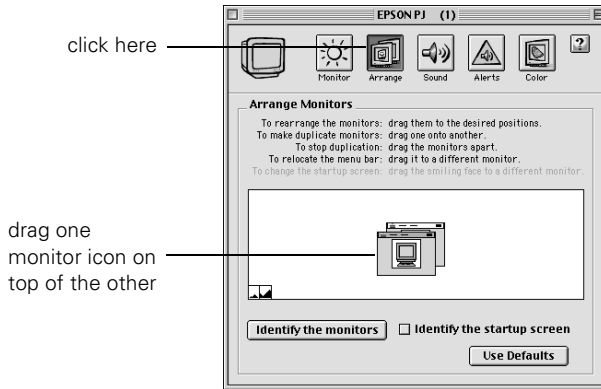 EPSON PJ (1)
click here
Monitor
Arrange
Sound
Alerts
Color
?
Arrange Monitors
To rearrange the monitors: drag them to the desired positions.
To make duplicate monitors: drag one onto another.
To stop duplication: drag the monitors apart.
To relocate the menu bar: drag it to a different monitor.
To change the startup screen: drag the smiling face to a different monitor.
drag one
monitor icon on
top of the other
Identify the monitors
Identify the startup screen
Use Defaults